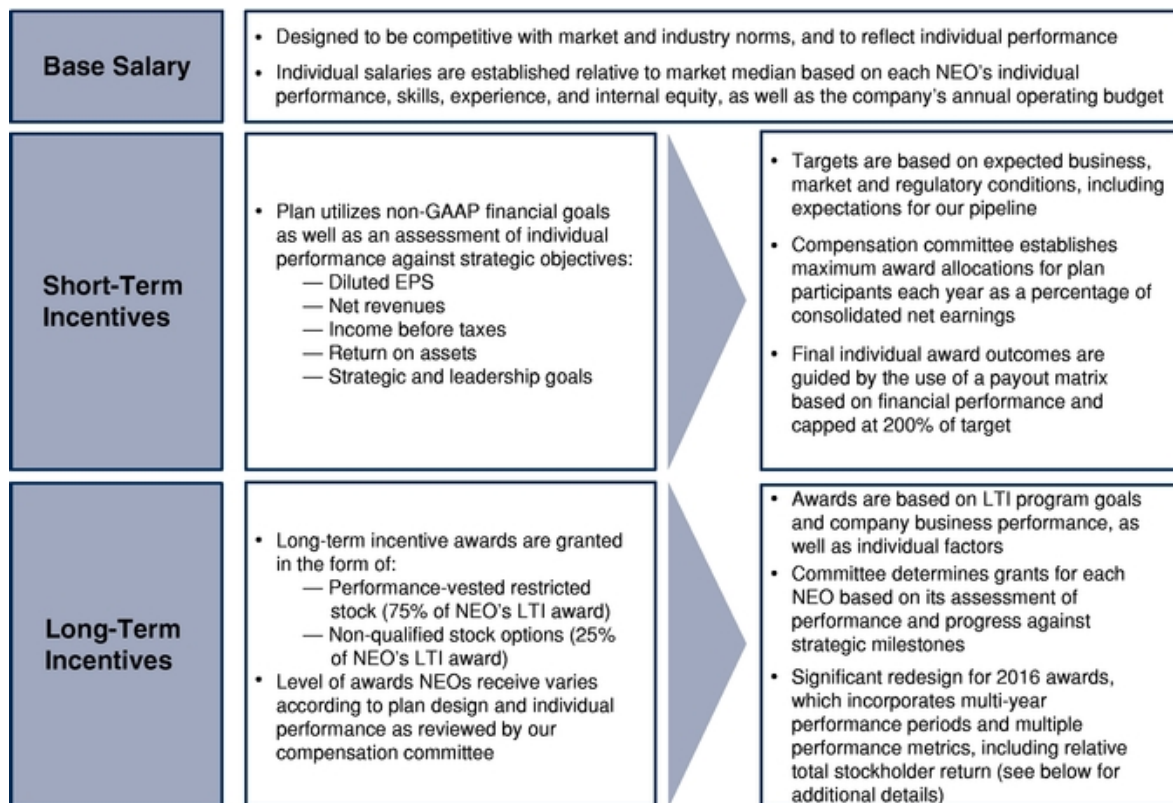 Base Salary
• Designed to be competitive with market and industry norms, and to reflect individual performance
• Individual salaries are established relative to market median based on each NEO's individual
performance, skills, experience, and internal equity, as well as the company's annual operating budget
Short-Term
Incentives
• Plan utilizes non-GAAP financial goals
as well as an assessment of individual
performance against strategic objectives:
— Diluted EPS
— Net revenues
— Income before taxes
— Return on assets
— Strategic and leadership goals
• Targets are based on expected business,
market and regulatory conditions, including
expectations for our pipeline
• Compensation committee establishes
maximum award allocations for plan
participants each year as a percentage of
consolidated net earnings
• Final individual award outcomes are
guided by the use of a payout matrix
based on financial performance and
capped at 200% of target
Long-Term
Incentives
• Long-term incentive awards are granted
in the form of:
— Performance-vested restricted
stock (75% of NEO's LTI award)
— Non-qualified stock options (25%
of NEO's LTI award)
• Level of awards NEOs receive varies
according to plan design and individual
performance as reviewed by our
compensation committee
• Awards are based on LTI program goals
and company business performance, as
well as individual factors
• Committee determines grants for each
NEO based on its assessment of
performance and progress against
strategic milestones
• Significant redesign for 2016 awards,
which incorporates multi-year
performance periods and multiple
performance metrics, including relative
total stockholder return (see below for
additional details)